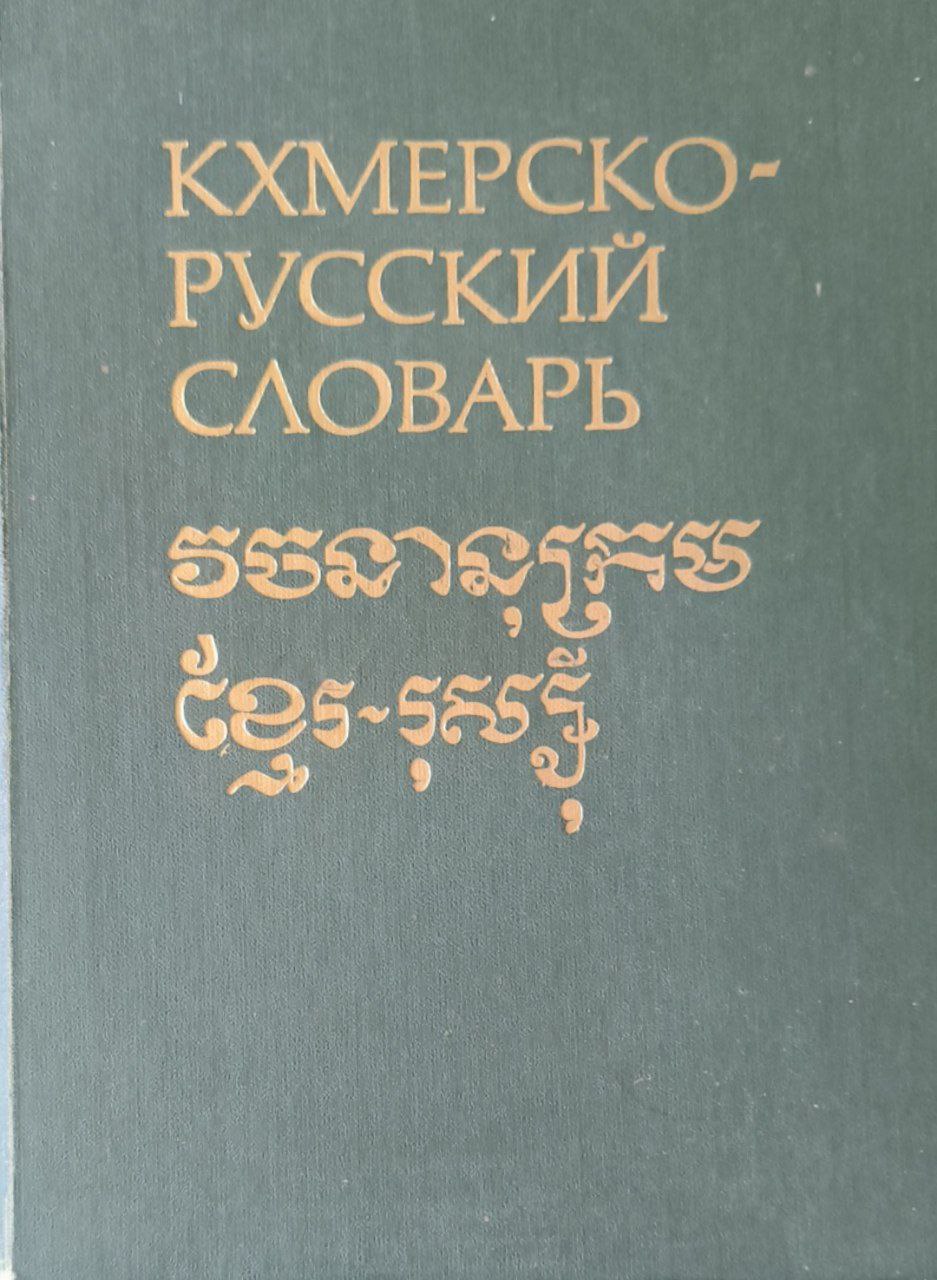 КХМЕРСКО-
РУССКИЙ
СЛОВАРЬ
វចនានុក្រម
ខ្មែរ-រុស្ស៊ី